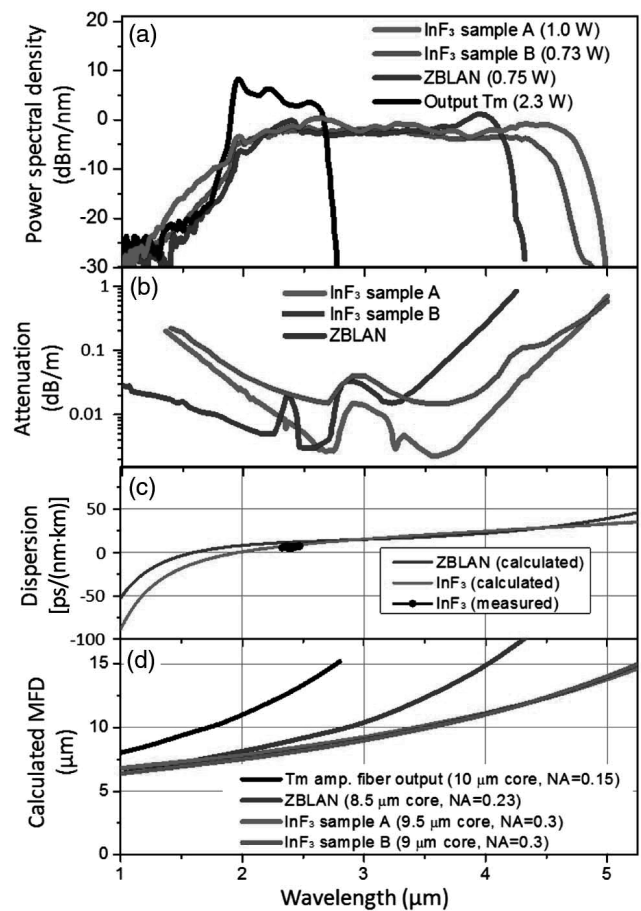 (a)
InF₃ sample A (1.0 W)
InF₃ sample B (0.73 W)
ZBLAN (0.75 W)
Output Tm (2.3 W)
Power spectral density
(dBm/nm)
20
10
0
-10
-20
-30
(b)
InF₃ sample A
InF₃ sample B
ZBLAN
Attenuation
(dB/m)
1
0.1
0.01
(c)
Dispersion
[ps/(nm·km)]
50
0
-50
-100
ZBLAN (calculated)
InF₃ (calculated)
InF₃ (measured)
(d)
Calculated MFD
(μm)
15
10
5
0
Tm amp. fiber output (10 μm core, NA=0.15)
ZBLAN (8.5 μm core, NA=0.23)
InF₃ sample A (9.5 μm core, NA=0.3)
InF₃ sample B (9 μm core, NA=0.3)
1 2 3 4 5
Wavelength (μm)